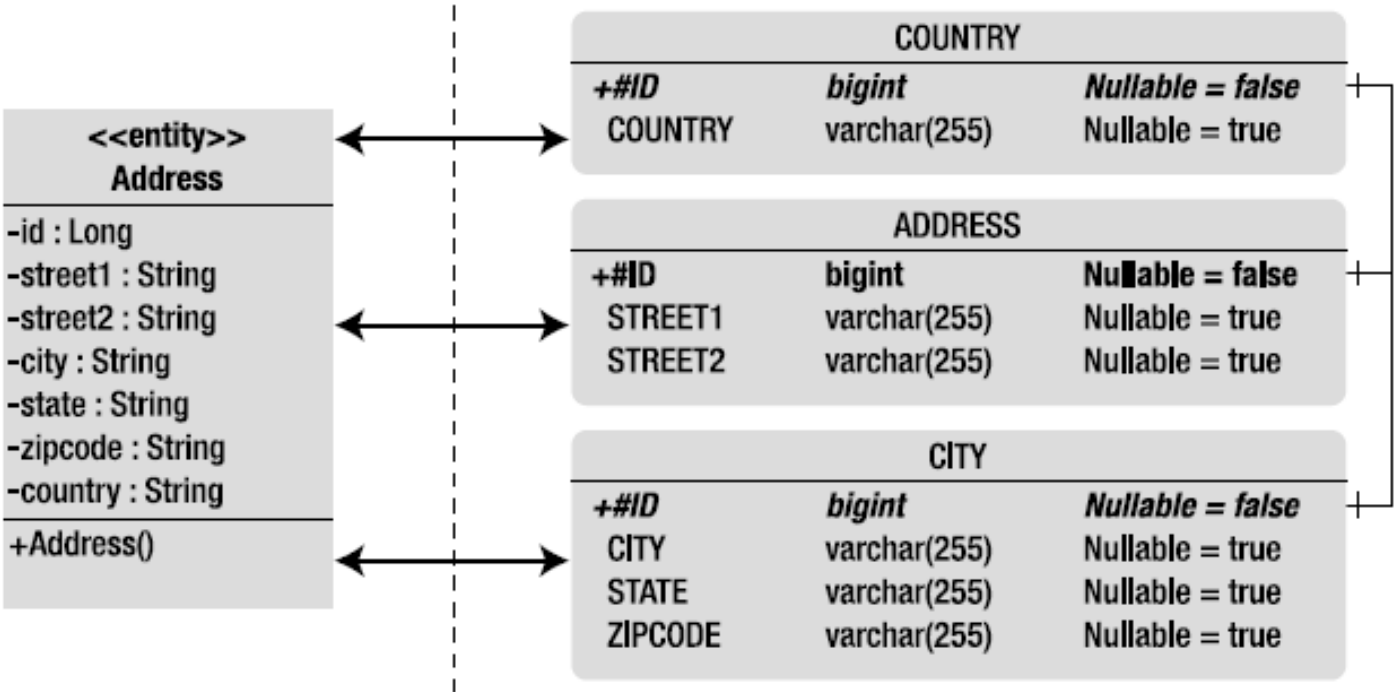 <<entity>>
Address
-id : Long
-street1 : String
-street2 : String
-city : String
-state : String
-zipcode : String
-country : String
+Address()
COUNTRY
+#ID bigint Nullable = false
COUNTRY varchar(255) Nullable = true
ADDRESS
+#ID bigint Nullable = false
STREET1 varchar(255) Nullable = true
STREET2 varchar(255) Nullable = true
CITY
+#ID bigint Nullable = false
CITY varchar(255) Nullable = true
STATE varchar(255) Nullable = true
ZIPCODE varchar(255) Nullable = true